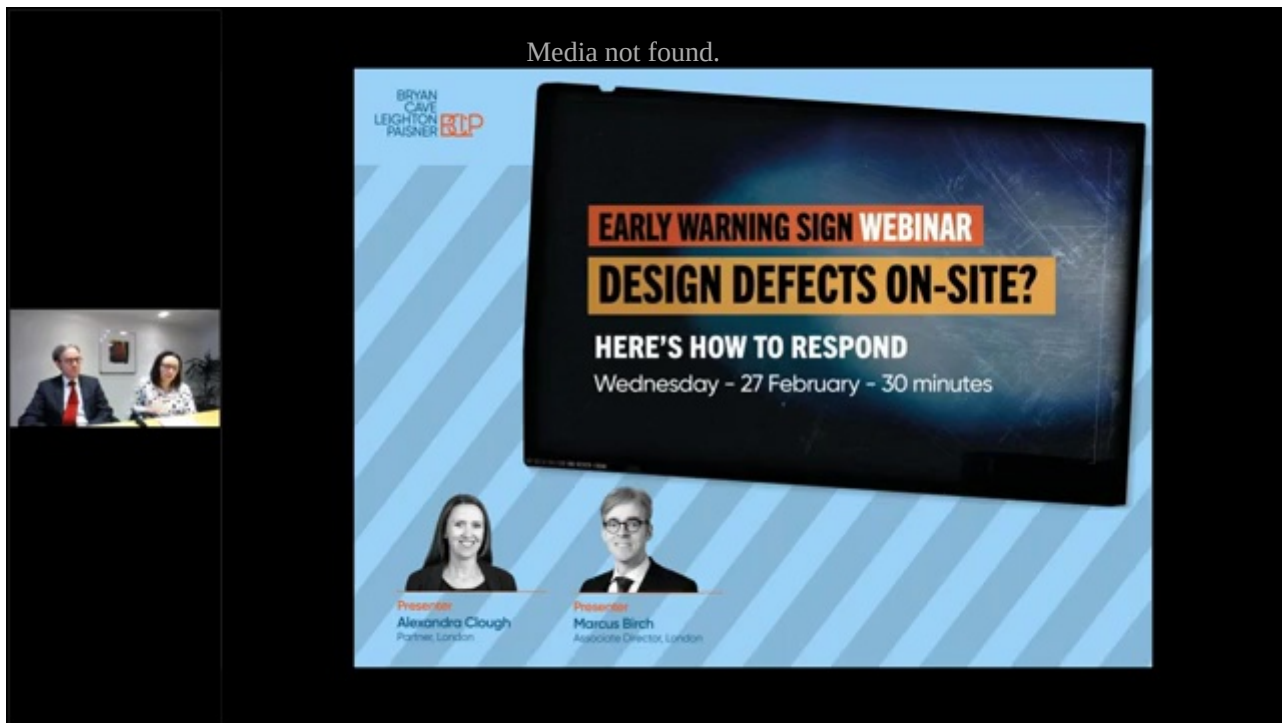 Media not found.
BRYAN
CAVE
LEIGHTON
PAISNER BCLP
EARLY WARNING SIGN WEBINAR
DESIGN DEFECTS ON-SITE?
HERE'S HOW TO RESPOND
Wednesday - 27 February - 30 minutes
Presenter
Alexandra Clough
Partner, London
Presenter
Marcus Birch
Associate Director, London